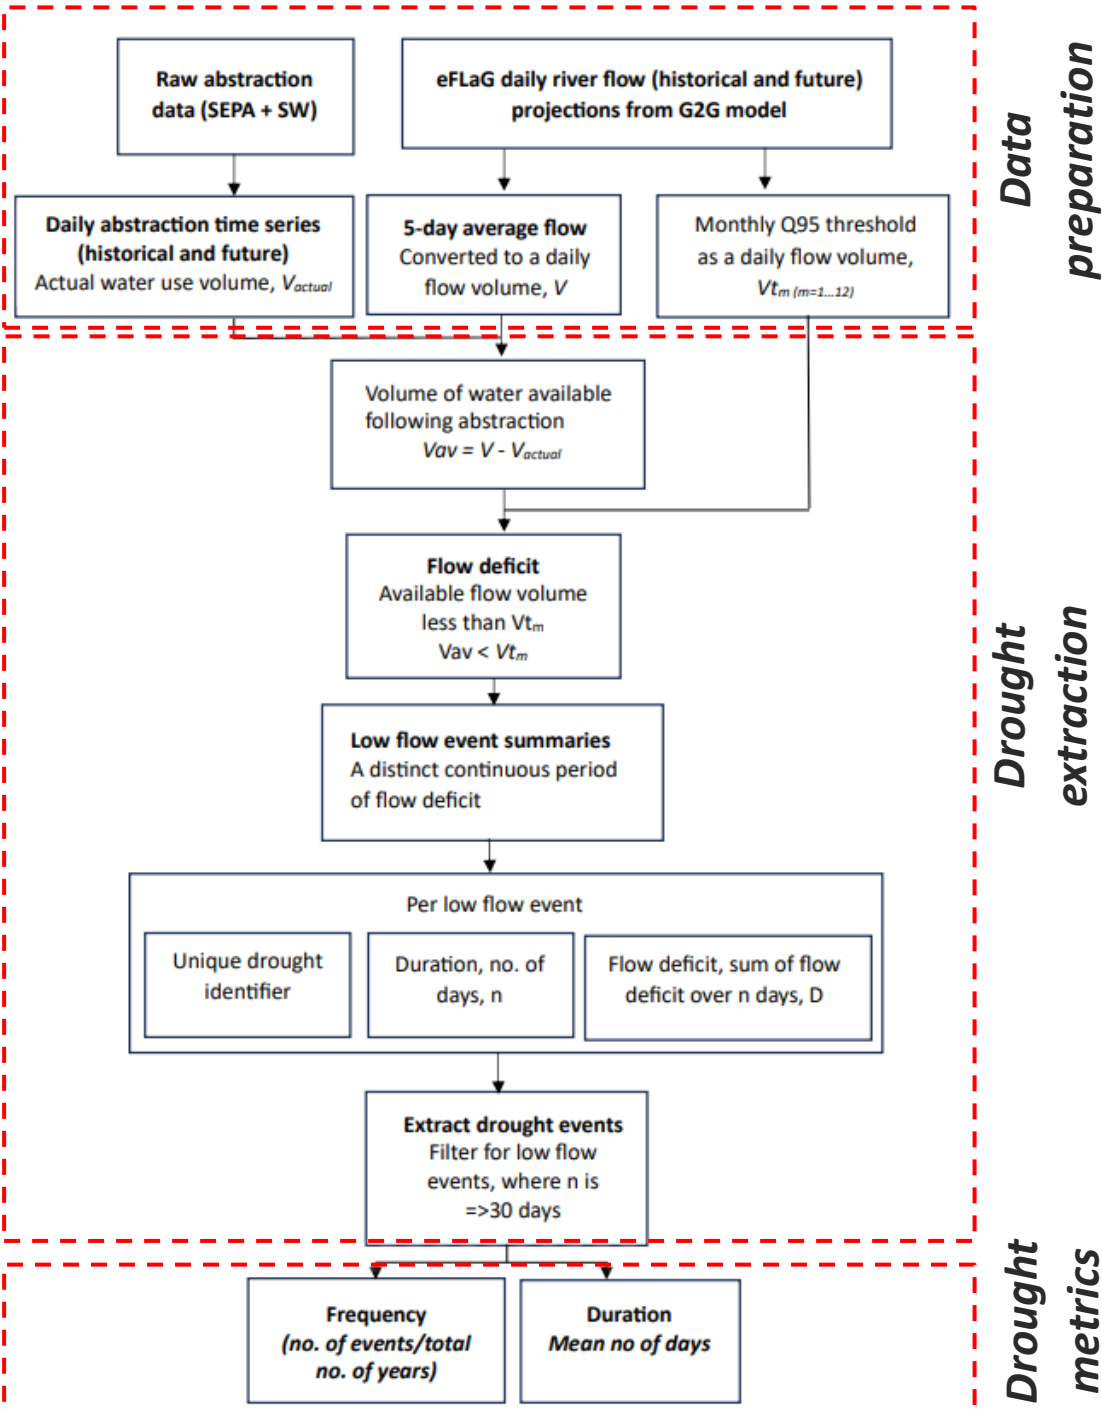 Raw abstraction
data (SEPA + SW)
eFLaG daily river flow (historical and future)
projections from G2G model
Data
preparation
Daily abstraction time series
(historical and future)
Actual water use volume, Vactual
5-day average flow
Converted to a daily
flow volume, V
Monthly Q95 threshold
as a daily flow volume,
Vtm (m=1...12)
Volume of water available
following abstraction
Vav = V - Vactual
Flow deficit
Available flow volume
less than Vtm
Vav < Vtm
Drought
extraction
Low flow event summaries
A distinct continuous period
of flow deficit
Per low flow event
Unique drought
identifier
Duration, no. of
days, n
Flow deficit, sum of flow
deficit over n days, D
Extract drought events
Filter for low flow
events, where n is
=>30 days
Drought
metrics
Frequency
(no. of events/total
no. of years)
Duration
Mean no of days